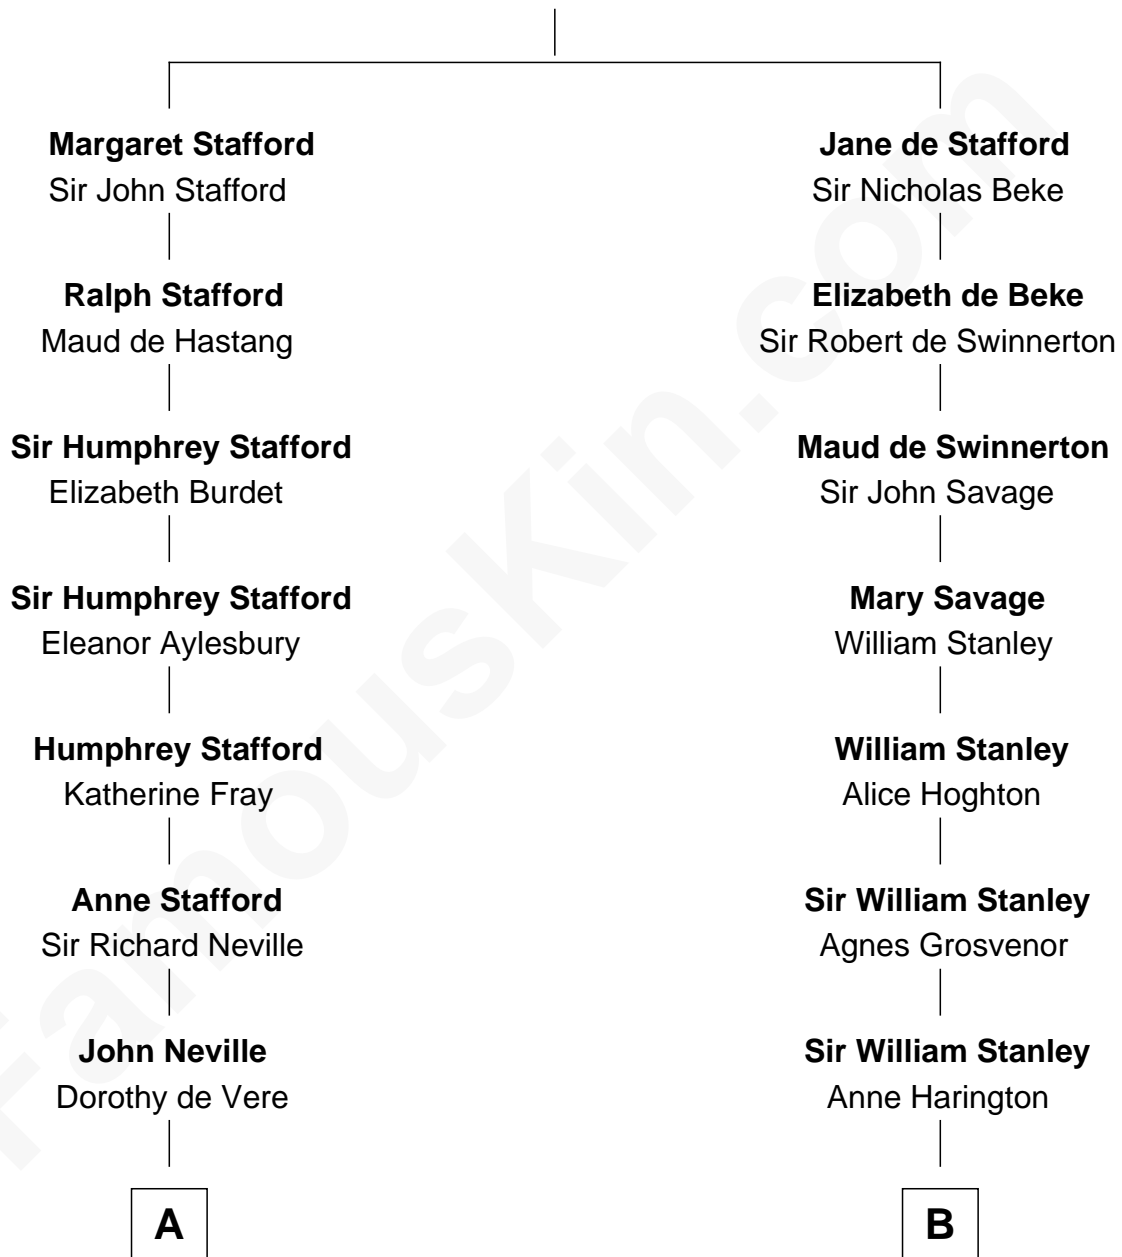 Margaret Stafford
Sir John Stafford
Ralph Stafford
Maud de Hastang
Sir Humphrey Stafford
Elizabeth Burdet
Sir Humphrey Stafford
Eleanor Aylesbury
Humphrey Stafford
Katherine Fray
Anne Stafford
Sir Richard Neville
John Neville
Dorothy de Vere
A
Jane de Stafford
Sir Nicholas Beke
Elizabeth de Beke
Sir Robert de Swinnerton
Maud de Swinnerton
Sir John Savage
Mary Savage
William Stanley
William Stanley
Alice Hoghton
Sir William Stanley
Agnes Grosvenor
Sir William Stanley
Anne Harington
B
FamousKin.com